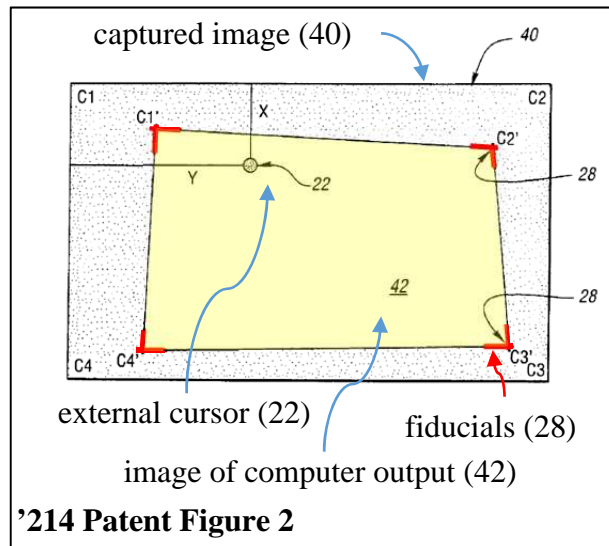 captured image (40)
40
C1
C2
X
C1'
C2'
Y
22
28
42
28
C4'
C3'
C4
C3
external cursor (22)
fiducials (28)
image of computer output (42)
’214 Patent Figure 2